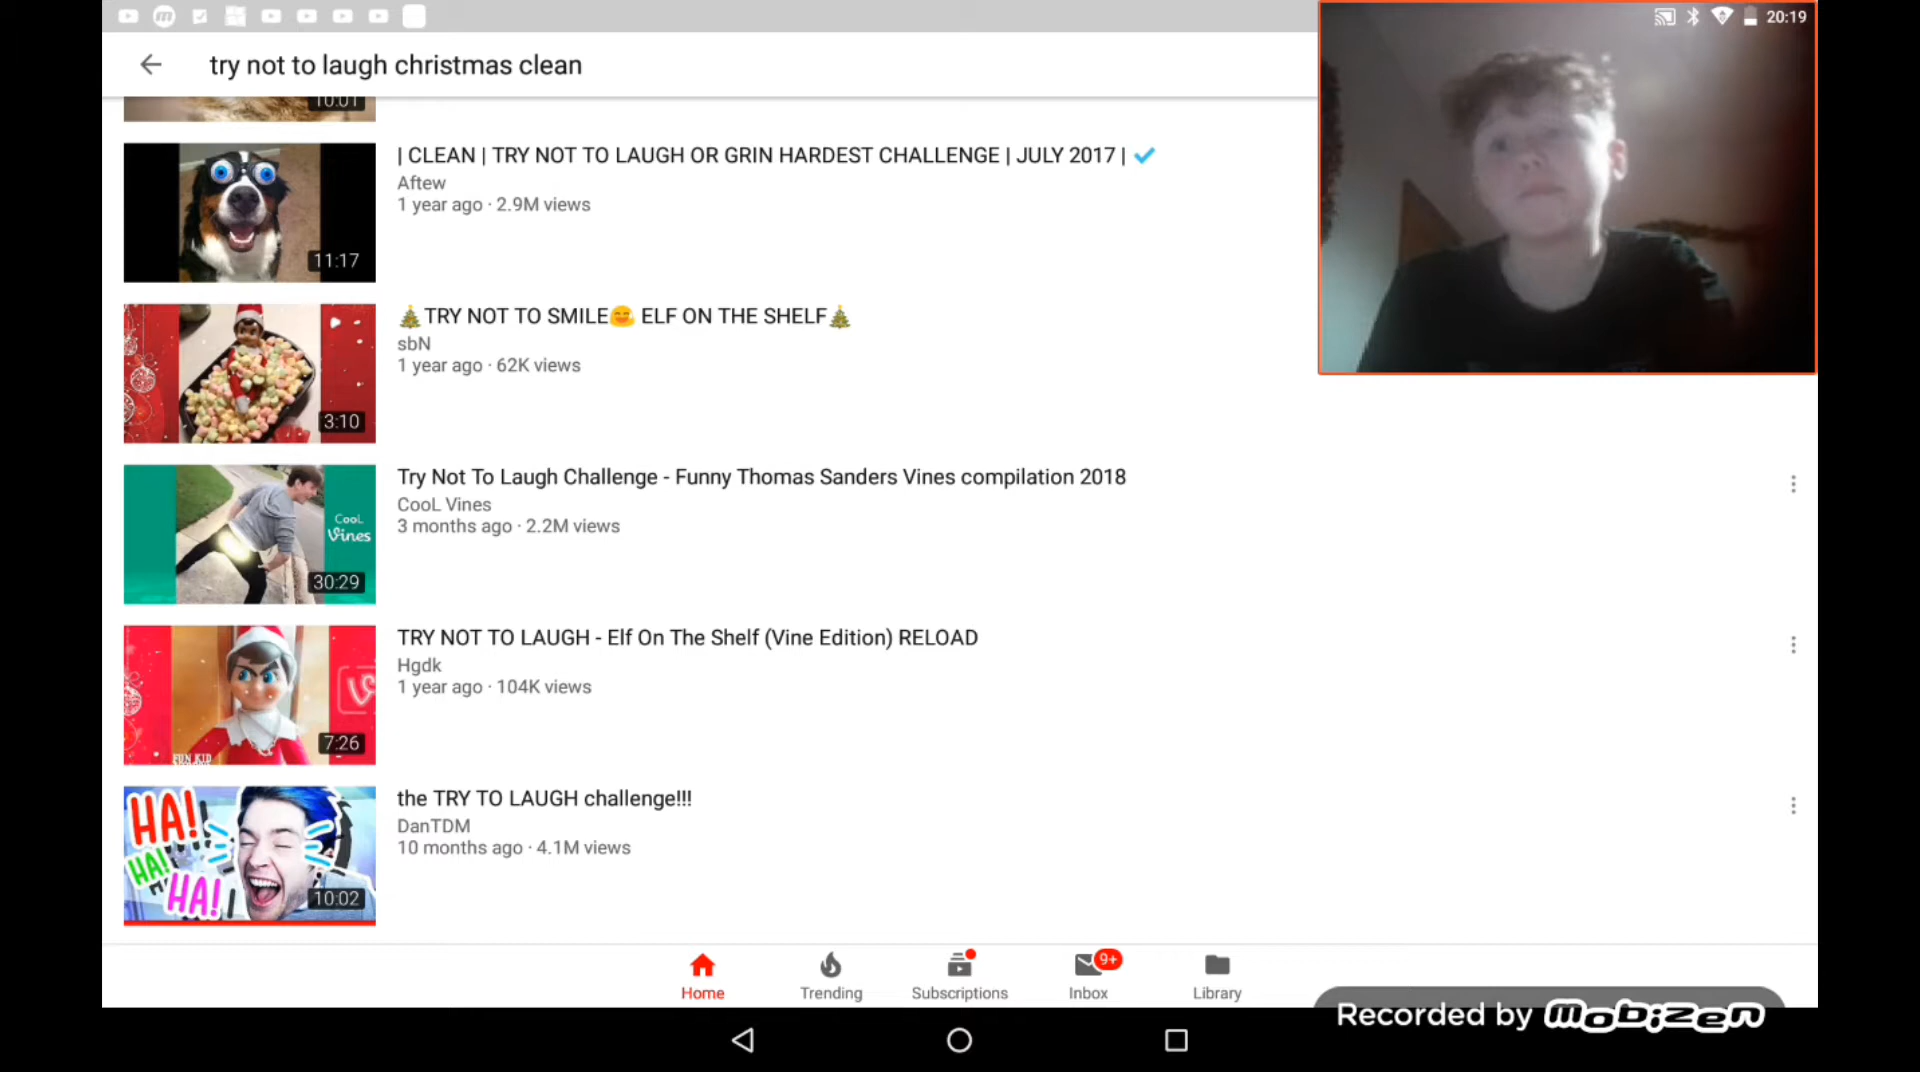 20:19
try not to laugh christmas clean
10:01
| CLEAN | TRY NOT TO LAUGH OR GRIN HARDEST CHALLENGE | JULY 2017 | ✔
Aftew
1 year ago · 2.9M views
11:17
🎄TRY NOT TO SMILE🤗 ELF ON THE SHELF🎄
sbN
1 year ago · 62K views
3:10
Try Not To Laugh Challenge - Funny Thomas Sanders Vines compilation 2018
CooL Vines
3 months ago · 2.2M views
CooL
Vines
30:29
TRY NOT TO LAUGH - Elf On The Shelf (Vine Edition) RELOAD
Hgdk
1 year ago · 104K views
7:26
FUN KID
the TRY TO LAUGH challenge!!!
DanTDM
10 months ago · 4.1M views
HA!
HA!
HA!
10:02
9+
Home Trending Subscriptions Inbox Library
Recorded by mobizen